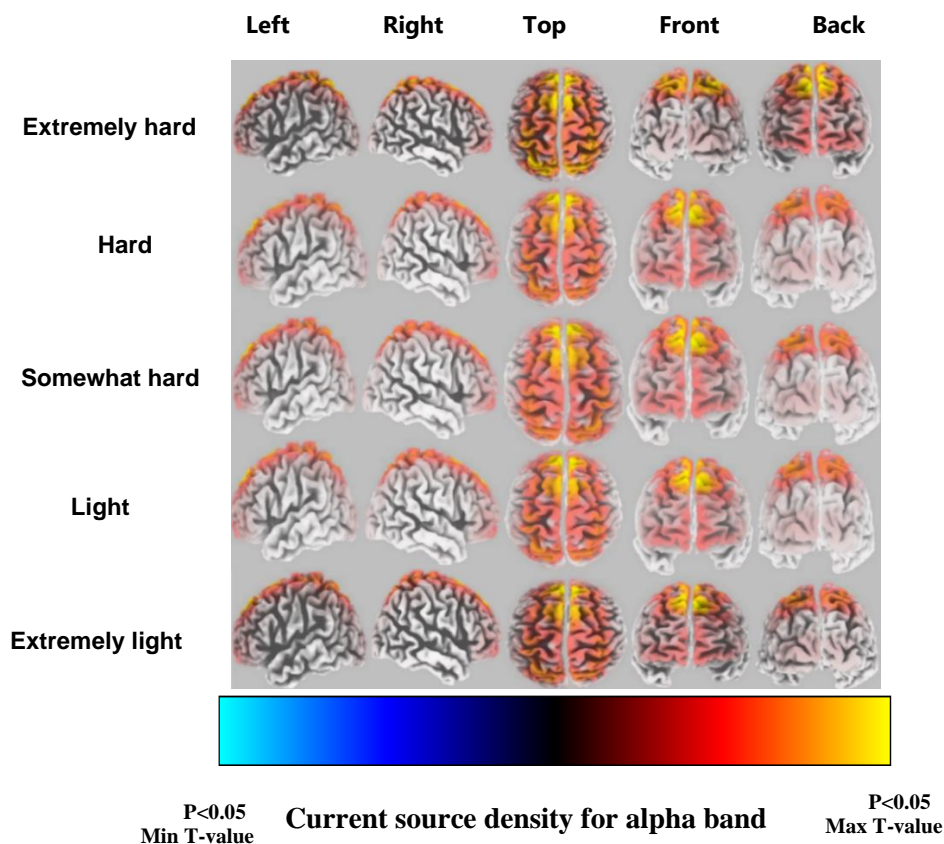 Left Right Top Front Back
Extremely hard
Hard
Somewhat hard
Light
Extremely light
P<0.05
Min T-value
Current source density for alpha band
P<0.05
Max T-value